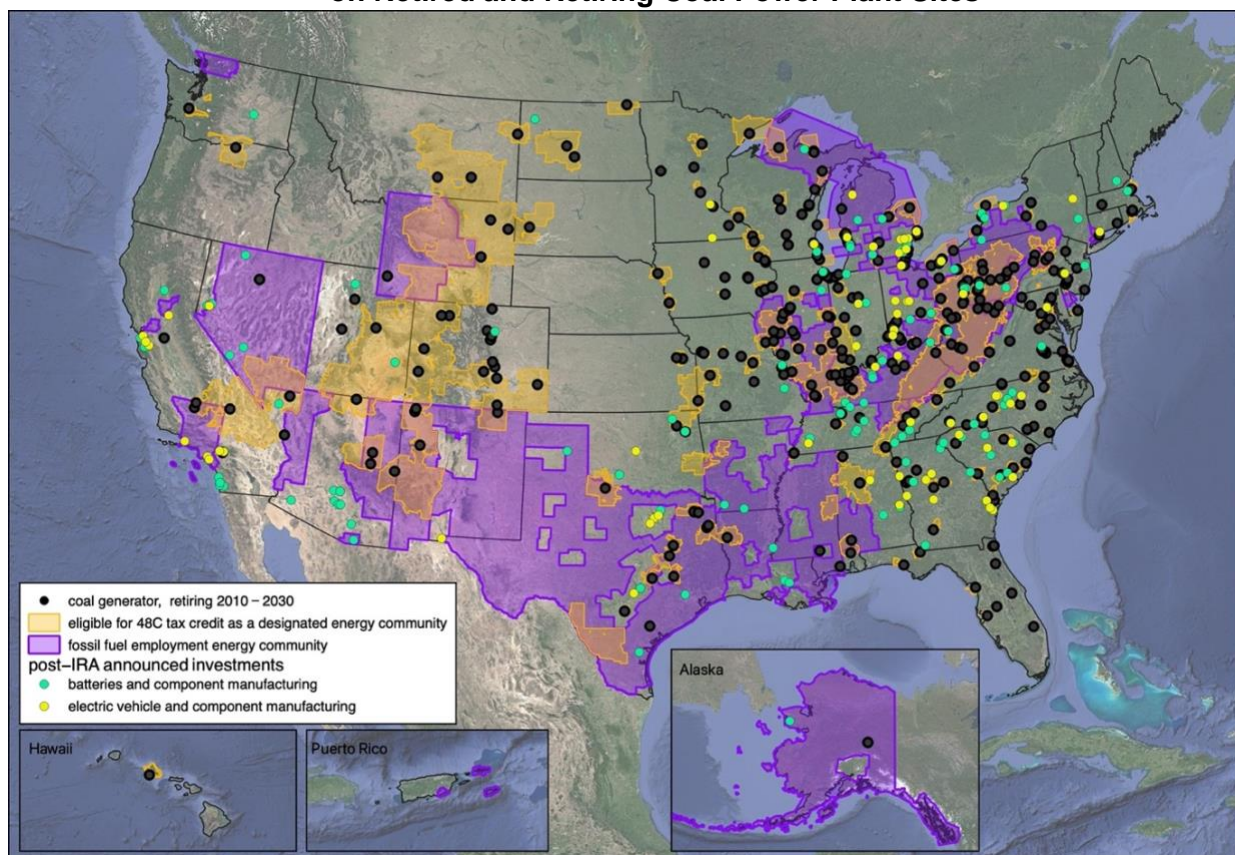 on Retired and Retiring Coal Power Plant Sites
coal generator, retiring 2010 – 2030
eligible for 48C tax credit as a designated energy community
fossil fuel employment energy community
post–IRA announced investments
batteries and component manufacturing
electric vehicle and component manufacturing
Hawaii
Puerto Rico
Alaska